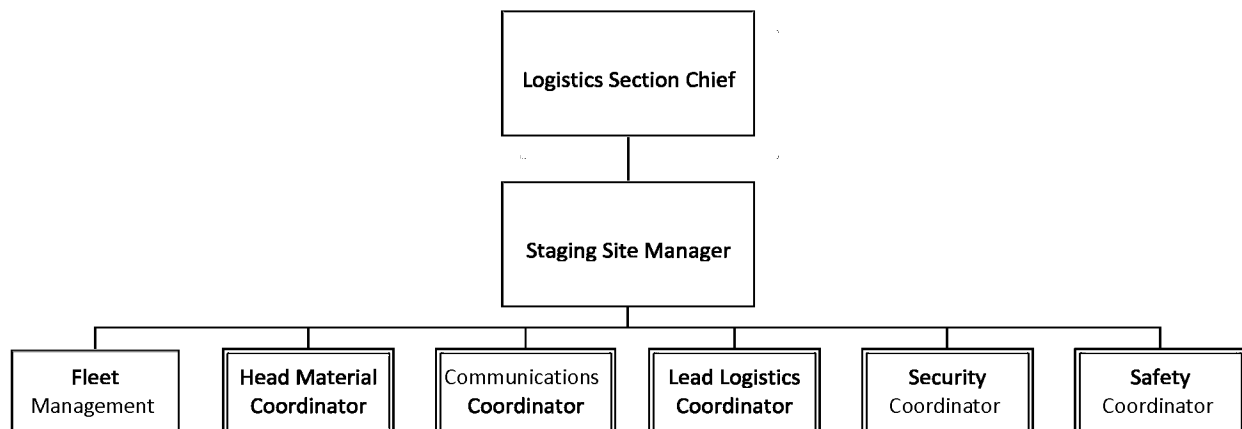 Logistics Section Chief
Staging Site Manager
Fleet
Management
Head Material
Coordinator
Communications
Coordinator
Lead Logistics
Coordinator
Security
Coordinator
Safety
Coordinator